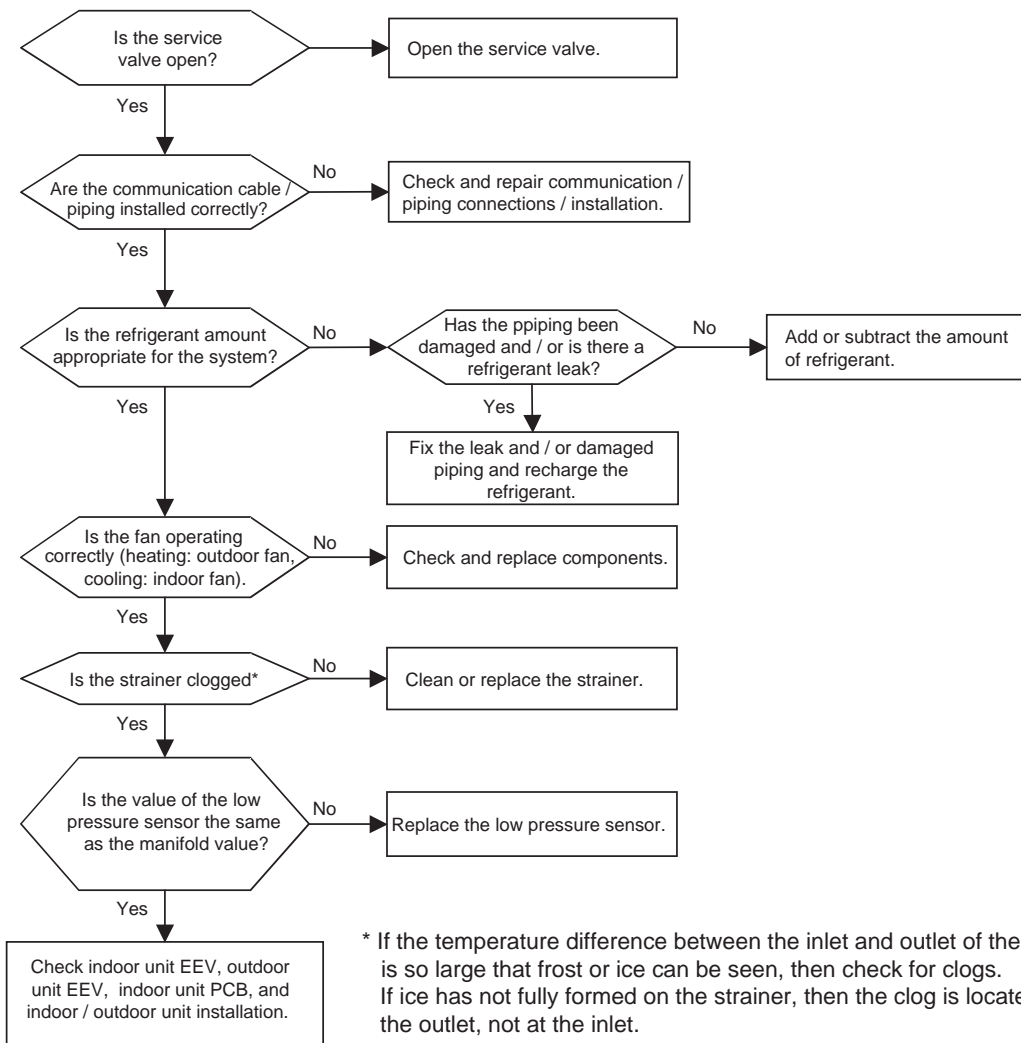 Is the service
valve open?
Open the service valve.
Yes
Are the communication cable /
piping installed correctly?
No
Check and repair communication /
piping connections / installation.
Yes
Is the refrigerant amount
appropriate for the system?
No
Has the ppiping been
damaged and / or is there a
refrigerant leak?
No
Add or subtract the amount
of refrigerant.
Yes
Yes
Fix the leak and / or damaged
piping and recharge the
refrigerant.
Is the fan operating
correctly (heating: outdoor fan,
cooling: indoor fan).
No
Check and replace components.
Yes
Is the strainer clogged*
No
Clean or replace the strainer.
Yes
Is the value of the low
pressure sensor the same
as the manifold value?
No
Replace the low pressure sensor.
Yes
Check indoor unit EEV, outdoor
unit EEV, indoor unit PCB, and
indoor / outdoor unit installation.
* If the temperature difference between the inlet and outlet of the
is so large that frost or ice can be seen, then check for clogs.
If ice has not fully formed on the strainer, then the clog is locate
the outlet, not at the inlet.